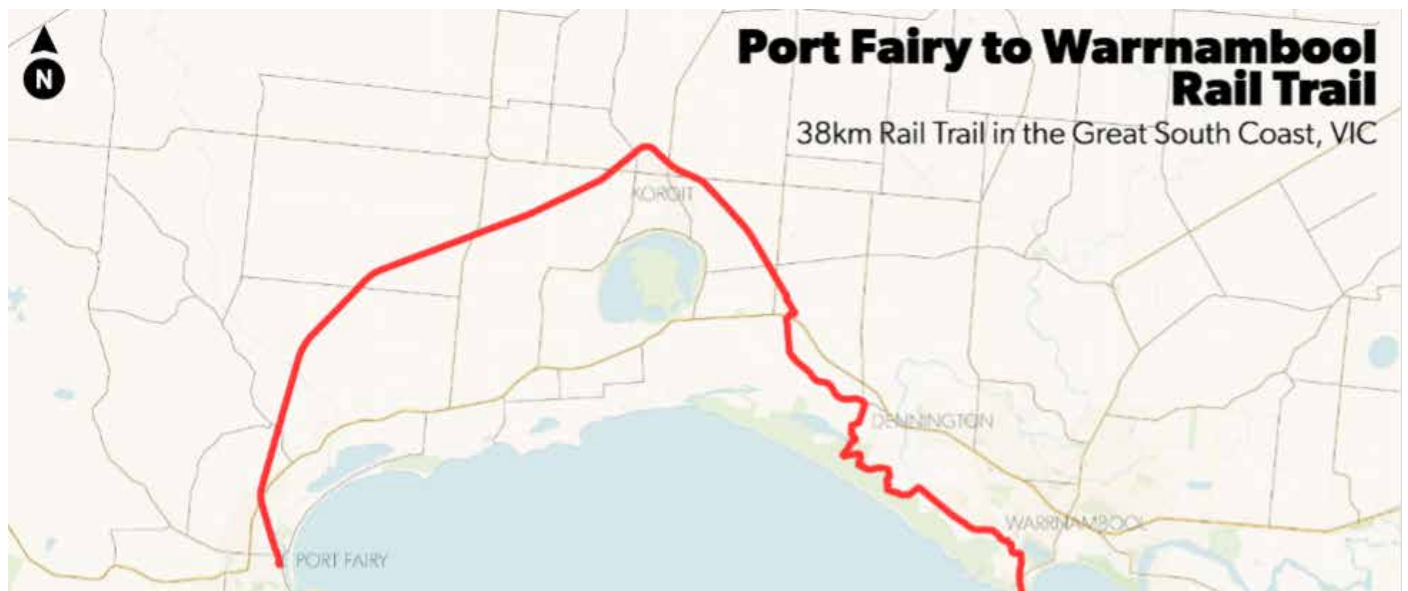 N
Port Fairy to Warrnambool
Rail Trail
38km Rail Trail in the Great South Coast, VIC
KOROIT
DENNINGTON
WARRNAMBOOL
PORT FAIRY